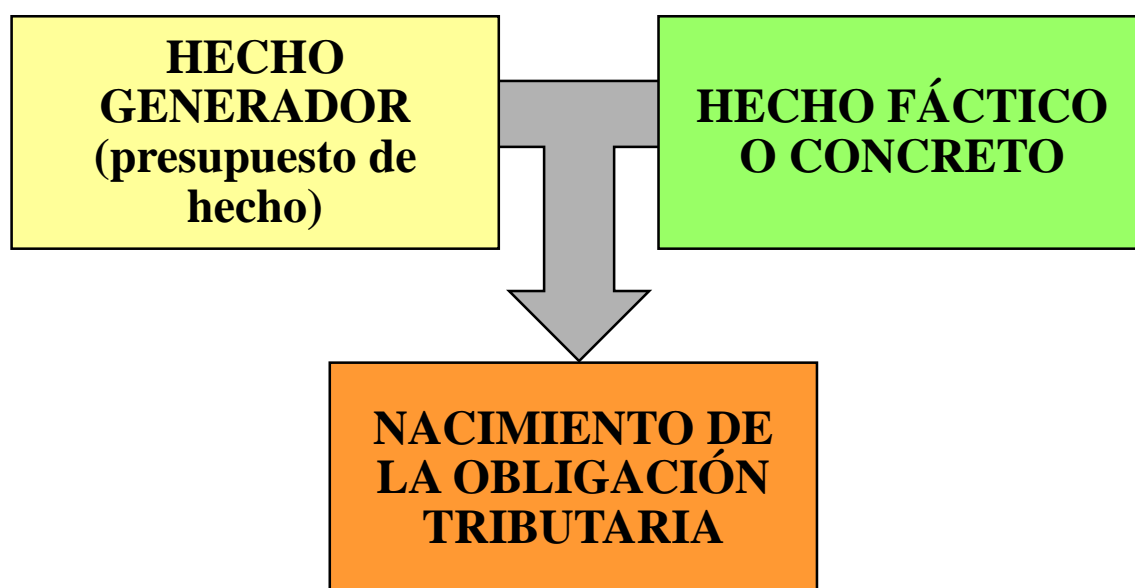 HECHO
GENERADOR
(presupuesto de
hecho)
HECHO FÁCTICO
O CONCRETO
NACIMIENTO DE
LA OBLIGACIÓN
TRIBUTARIA